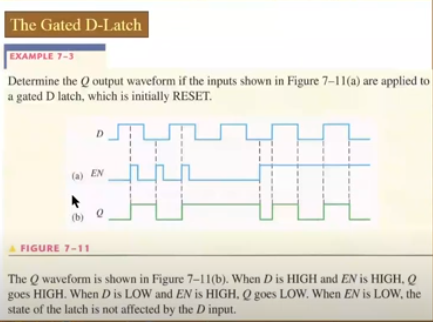 The Gated D-Latch
EXAMPLE 7–3
Determine the Q output waveform if the inputs shown in Figure 7–11(a) are applied to
a gated D latch, which is initially RESET.
D
(a) EN
(b) Q
▲ FIGURE 7–11
The Q waveform is shown in Figure 7–11(b). When D is HIGH and EN is HIGH, Q
goes HIGH. When D is LOW and EN is HIGH, Q goes LOW. When EN is LOW, the
state of the latch is not affected by the D input.